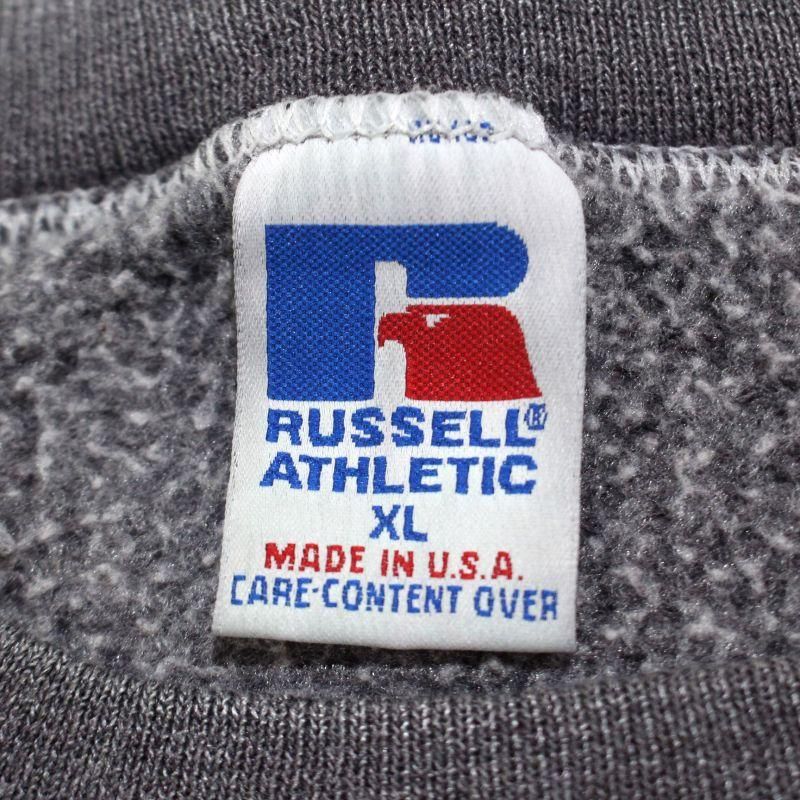 RUSSELL®
ATHLETIC
XL
MADE IN U.S.A.
CARE-CONTENT OVER